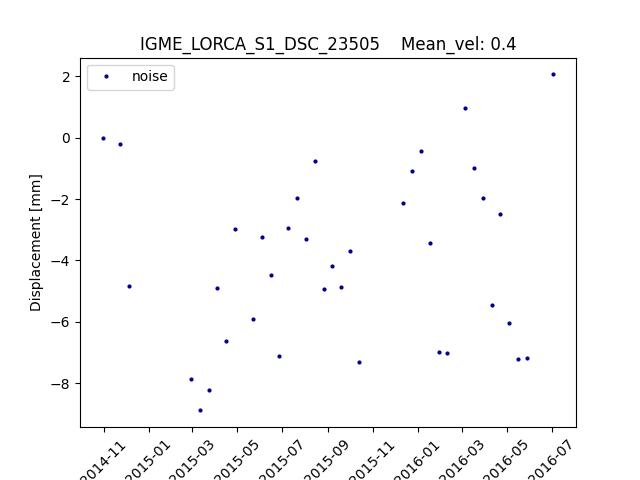 IGME_LORCA_S1_DSC_23505    Mean_vel: 0.4
noise
Displacement [mm]
2
0
−2
−4
−6
−8
2014-11 2015-01 2015-03 2015-05 2015-07 2015-09 2015-11 2016-01 2016-03 2016-05 2016-07